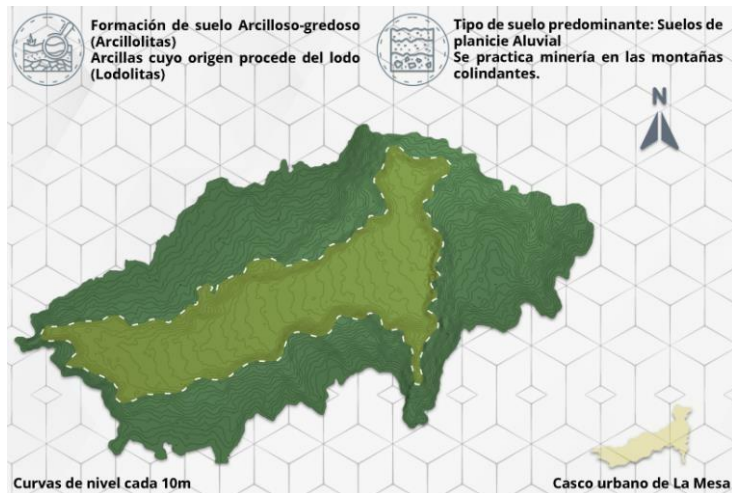 Formación de suelo Arcilloso-gredoso
(Arcillolitas)
Arcillas cuyo origen procede del lodo
(Lodolitas)
Tipo de suelo predominante: Suelos de
planicie Aluvial
Se practica minería en las montañas
colindantes.
N
Curvas de nivel cada 10m
Casco urbano de La Mesa